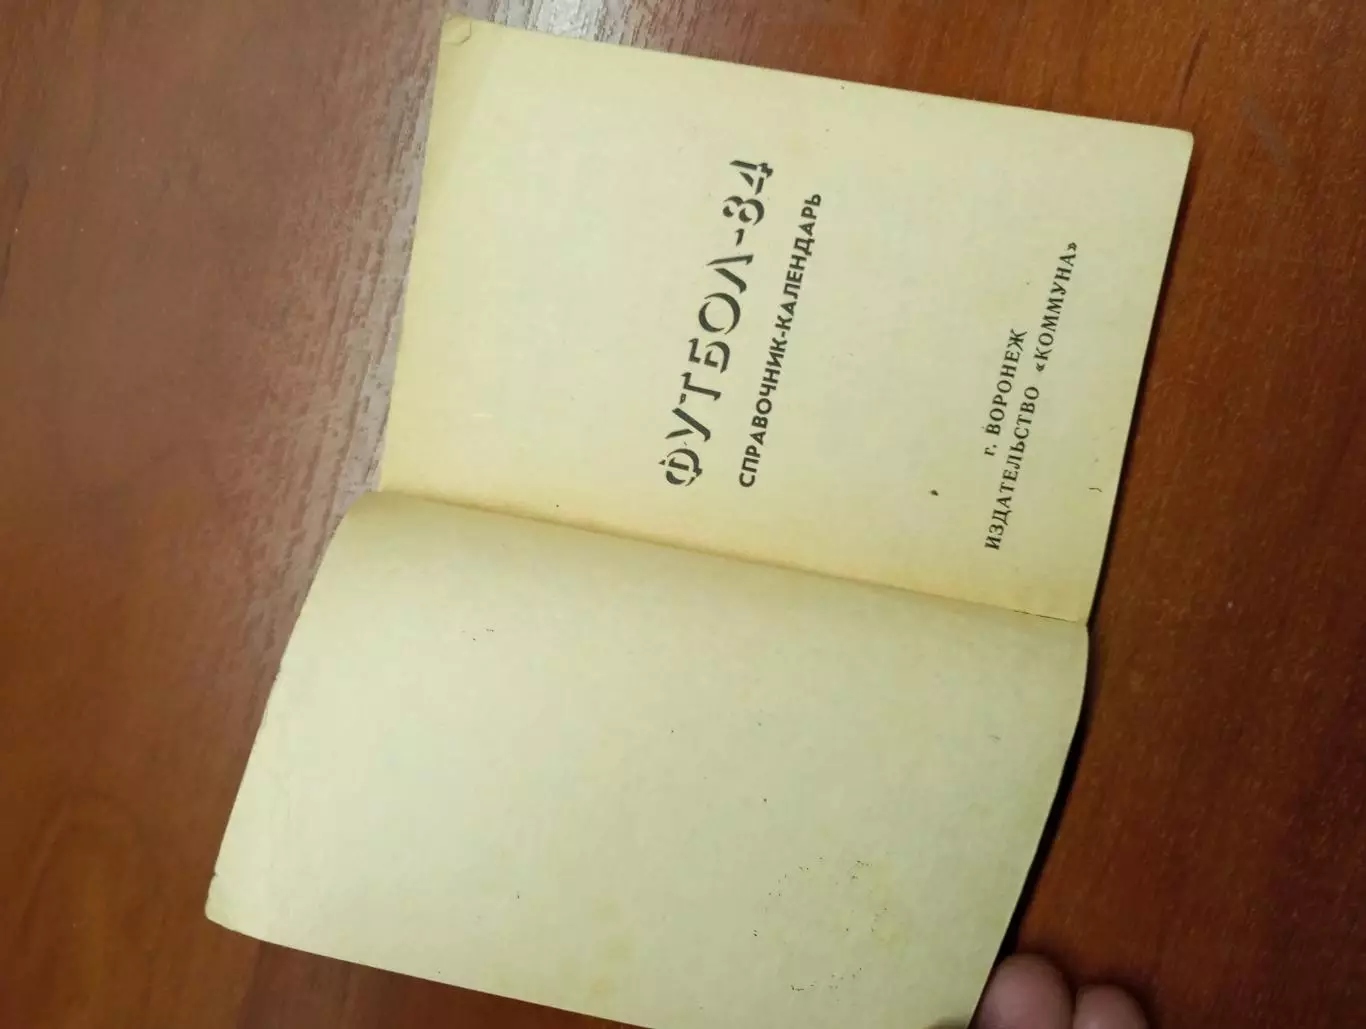 ФУТБОЛ-84
СПРАВОЧНИК-КАЛЕНДАРЬ
г. ВОРОНЕЖ
ИЗДАТЕЛЬСТВО «КОММУНА»